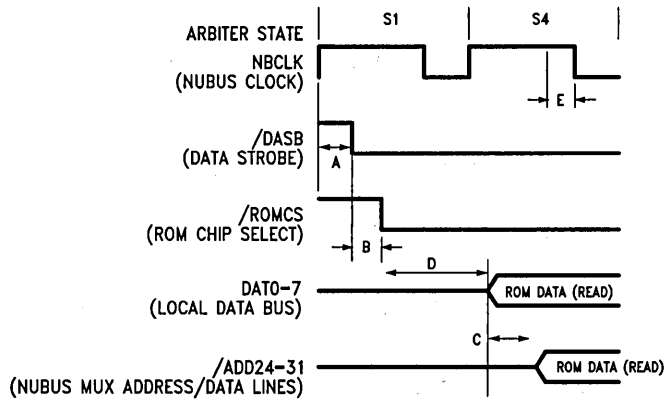 S1 S4
ARBITER STATE
NBCLK
(NUBUS CLOCK)
E
/DASB
(DATA STROBE)
A
/ROMCS
(ROM CHIP SELECT)
B
D
DAT0-7
(LOCAL DATA BUS)
ROM DATA (READ)
C
/ADD24-31
(NUBUS MUX ADDRESS/DATA LINES)
ROM DATA (READ)